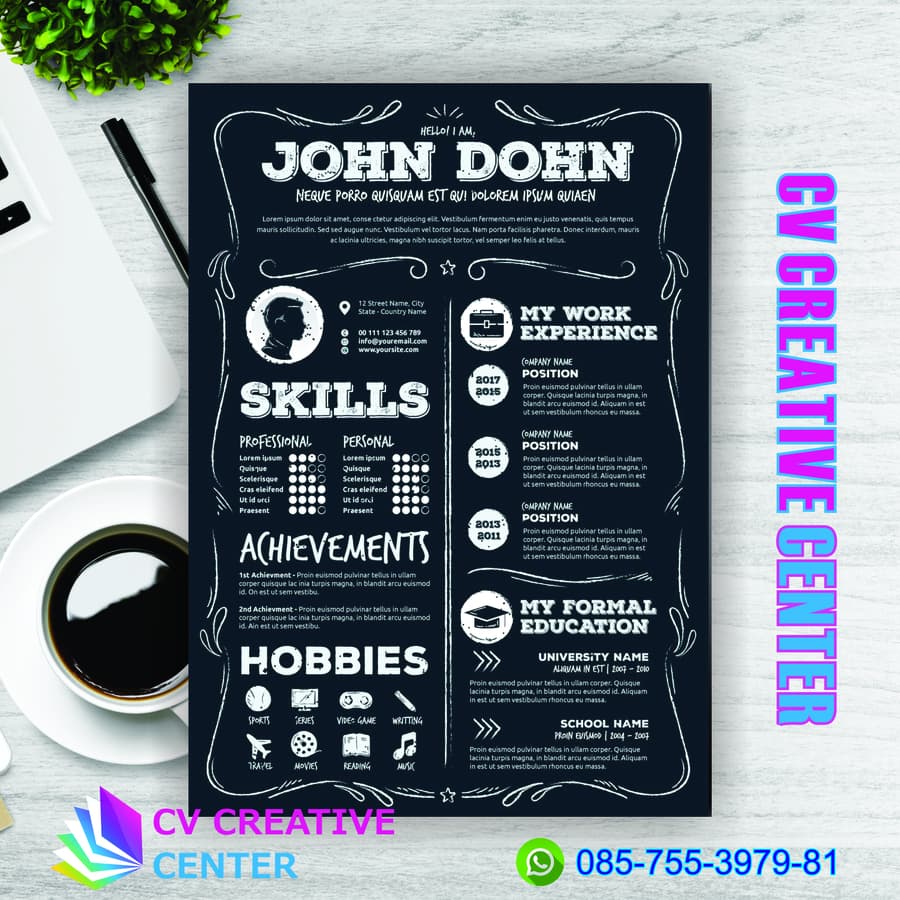 HELLO! I AM,
JOHN DOHN
NEQUE PORRO QUISQUAM EST QUI DOLOREM IPSUM QUIAEN
Lorem ipsum dolor sit amet, conse ctetur adipiscing elit. Vestibulum fermentum enim eu justo venenatis, quis tempus
mauris sollicitudin. Sed sed augue nunc. Vestibulum vel tortor lacus. Nam porta facilisis pharetra. Donec interdum, mauris
ac lacinia ultricies, magna nibh suscipit tortor, vel semper leo felis at tellus.
12 Street Name, City
State - Country Name
00 111 123 456 789
info@youremail.com
www.yoursite.com
SKILLS
PROFESSIONAL
Lorem ipsum
Quisque
Scelerisque
Cras eleifend
Ut id orci
Praesent
PERSONAL
Lorem ipsum
Quisque
Scelerisque
Cras eleifend
Ut id orci
Praesent
ACHIEVEMENTS
1st Achievment - Proin euismod pulvinar tellus in ullam
corper quisque lac inia turpis magna, in blandit arcu euismod
id. On en est ut sem.
2nd Achievment - Proin euismod pulvinar tellus in ullam
corper quisque lac inia turpis magna, in blandit arcu euismod
id. Ain en est ut sem.
HOBBIES
SPORTS
SERIES
VIDEO GAME
WRITTING
TRAVEL
MOVIES
READING
MUSIC
MY WORK
EXPERIENCE
2017
2015
COMPANY NAME
POSITION
Proin euismod pulvinar tellus in ullam
corper. Quisque lacinia turpis magna, in
blandit arcu euismod id. Aliquam in est
ut sem vestibulum rhoncus eu massa.
2015
2013
COMPANY NAME
POSITION
Proin euismod pulvinar tellus in ullam
corper. Quisque lacinia turpis magna, in
blandit arcu euismod id. Aliquam in est
ut sem vestibulum rhoncus eu massa.
2013
2011
COMPANY NAME
POSITION
Proin euismod pulvinar tellus in ullam
corper. Quisque lacinia turpis magna, in
blandit arcu euismod id. Aliquam in est
ut sem vestibulum rhoncus eu massa.
MY FORMAL
EDUCATION
UNIVERSITY NAME
ALIQUAM IN EST | 2007 - 2010
Proin euismod pulvinar tellus in ullam corper. Quisque
lacinia turpis magna, in blandit arcu euismod id. Aliquam
in est ut sem vestibulum rhoncus eu massa.
SCHOOL NAME
PROIN EUISMOD | 2004 - 2007
Proin euismod pulvinar tellus in ullam corper. Quisque
lacinia turpis magna, in blandit arcu euismod id. Aliquam
in est ut sem vestibulum rhoncus eu massa.
CV CREATIVE CENTER
CV CREATIVE
CENTER
085-755-3979-81